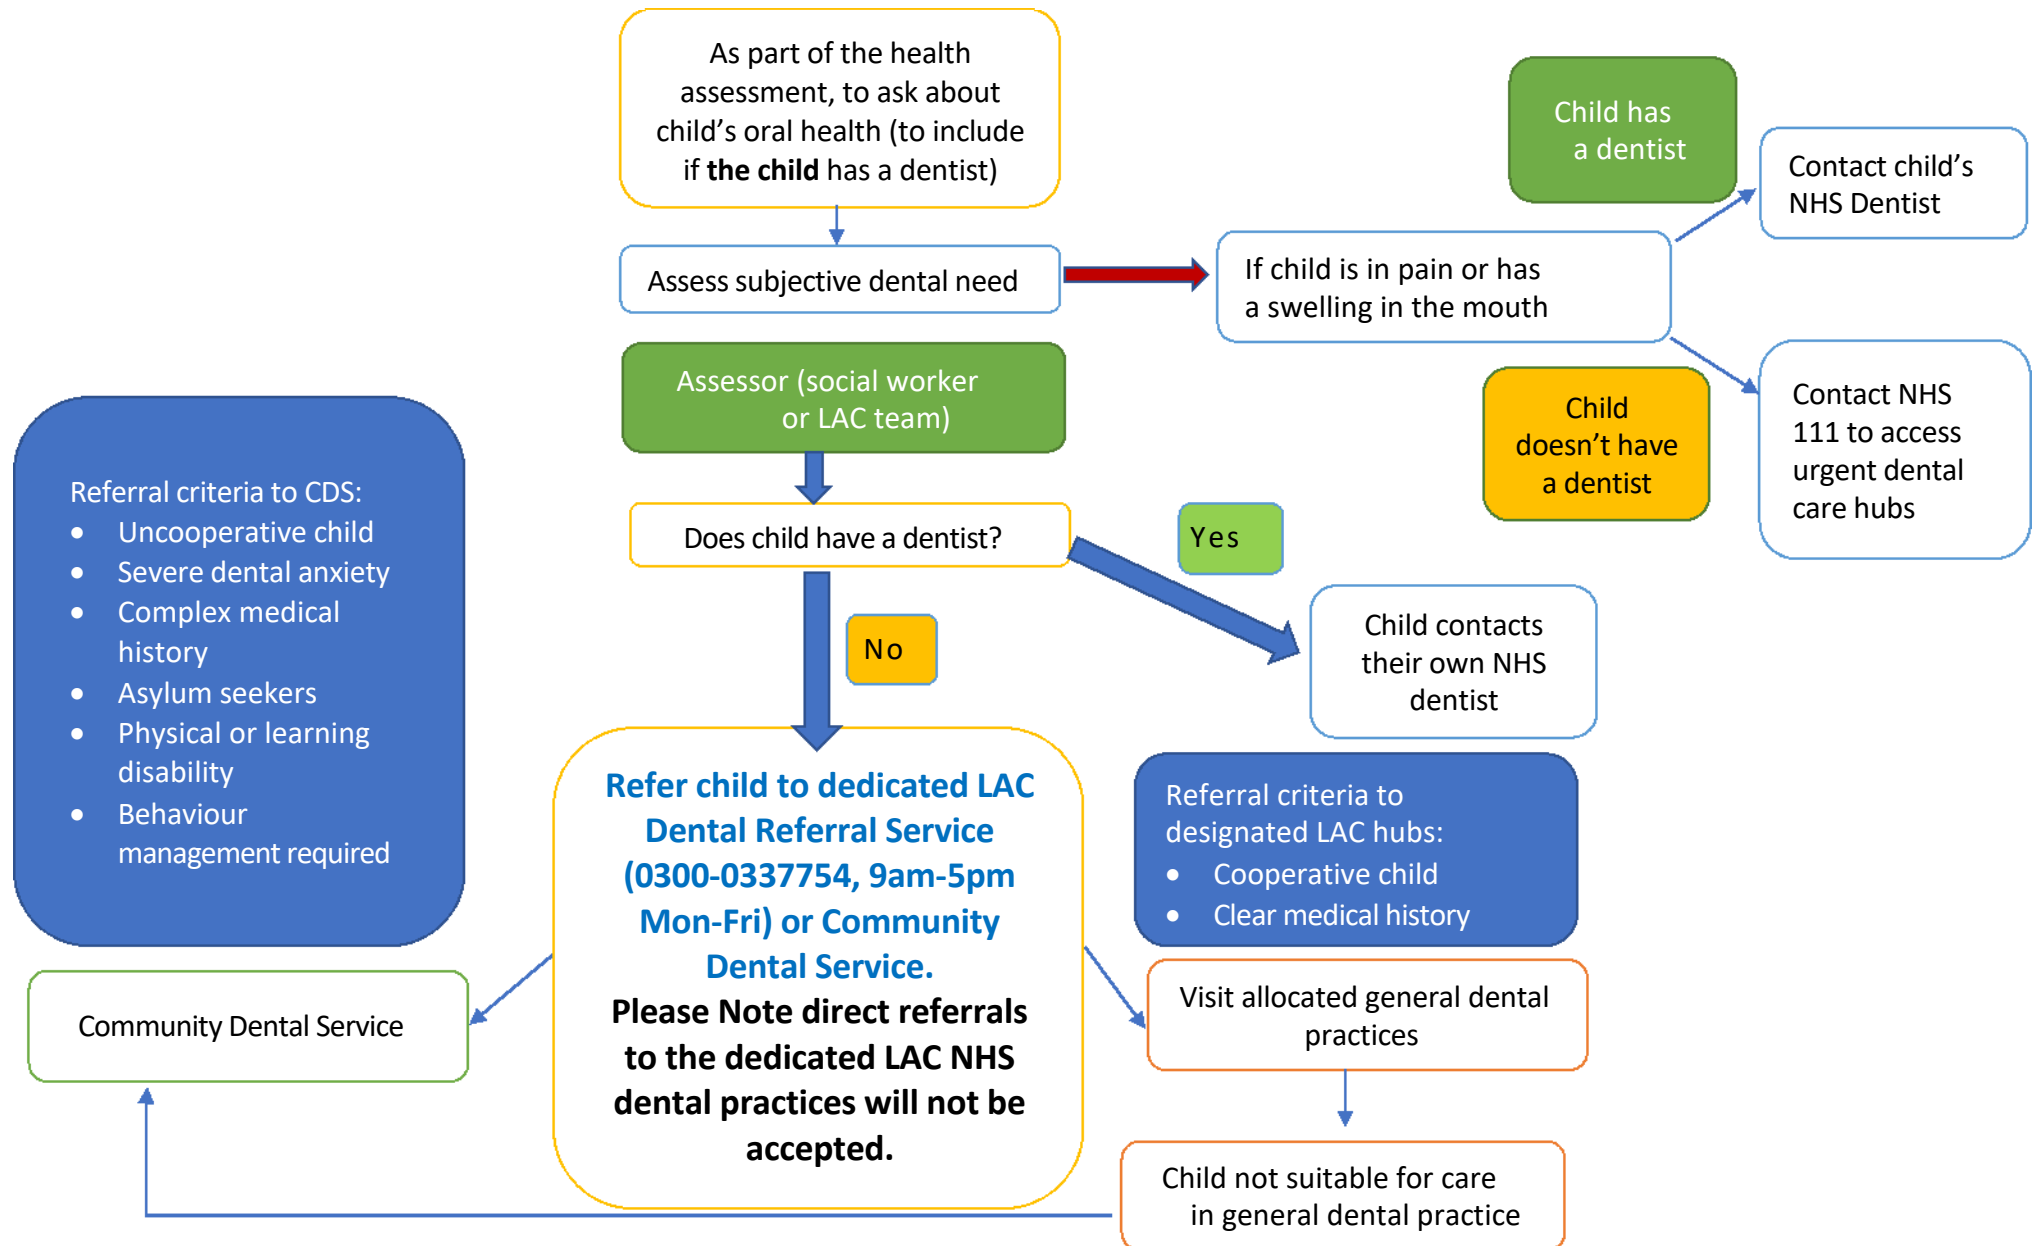 As part of the health
assessment, to ask about
child’s oral health (to include
if the child has a dentist)
Child has
a dentist
Contact child’s
NHS Dentist
Assess subjective dental need
If child is in pain or has
a swelling in the mouth
Assessor (social worker
or LAC team)
Child
doesn’t have
a dentist
Contact NHS
111 to access
urgent dental
care hubs
Referral criteria to CDS:
• Uncooperative child
• Severe dental anxiety
• Complex medical
history
• Asylum seekers
• Physical or learning
disability
• Behaviour
management required
Does child have a dentist?
Yes
No
Child contacts
their own NHS
dentist
Refer child to dedicated LAC
Dental Referral Service
(0300-0337754, 9am-5pm
Mon-Fri) or Community
Dental Service.
Please Note direct referrals
to the dedicated LAC NHS
dental practices will not be
accepted.
Referral criteria to
designated LAC hubs:
• Cooperative child
• Clear medical history
Community Dental Service
Visit allocated general dental
practices
Child not suitable for care
in general dental practice